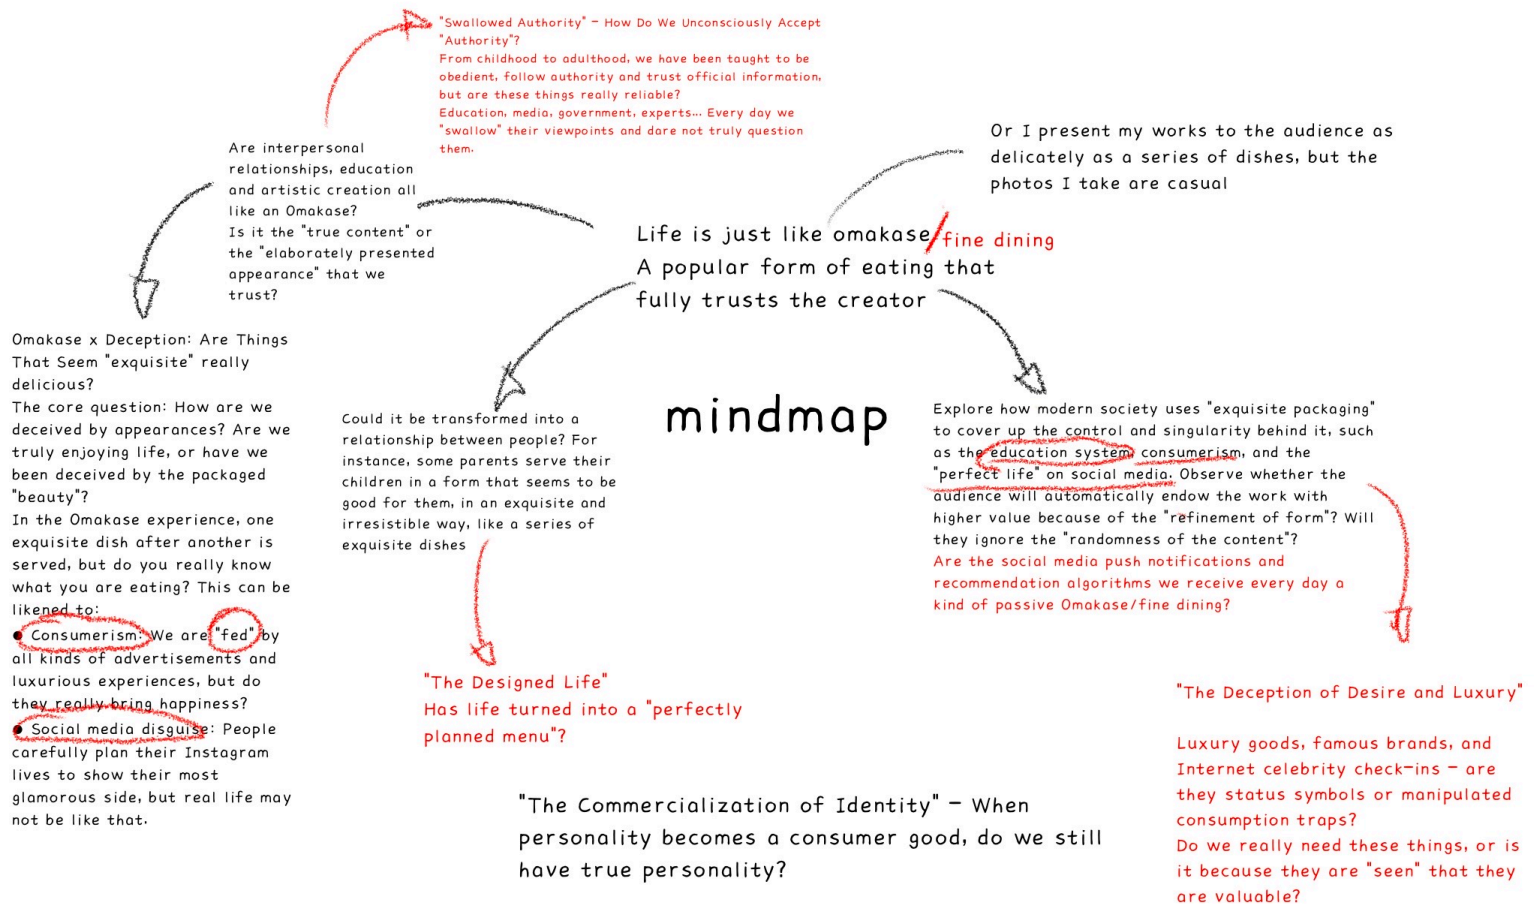 "Swallowed Authority" – How Do We Unconsciously Accept
"Authority"?
From childhood to adulthood, we have been taught to be
obedient, follow authority and trust official information,
but are these things really reliable?
Education, media, government, experts... Every day we
"swallow" their viewpoints and dare not truly question
them.
Or I present my works to the audience as
delicately as a series of dishes, but the
photos I take are casual
Are interpersonal
relationships, education
and artistic creation all
like an Omakase?
Is it the "true content" or
the "elaborately presented
appearance" that we
trust?
Life is just like omakase/fine dining
A popular form of eating that
fully trusts the creator
Omakase x Deception: Are Things
That Seem "exquisite" really
delicious?
The core question: How are we
deceived by appearances? Are we
truly enjoying life, or have we
been deceived by the packaged
"beauty"?
In the Omakase experience, one
exquisite dish after another is
served, but do you really know
what you are eating? This can be
likened to:
● Consumerism: We are "fed" by
all kinds of advertisements and
luxurious experiences, but do
they really bring happiness?
● Social media disguise: People
carefully plan their Instagram
lives to show their most
glamorous side, but real life may
not be like that.
Could it be transformed into a
relationship between people? For
instance, some parents serve their
children in a form that seems to be
good for them, in an exquisite and
irresistible way, like a series of
exquisite dishes
mindmap
Explore how modern society uses "exquisite packaging"
to cover up the control and singularity behind it, such
as the education system, consumerism, and the
"perfect life" on social media. Observe whether the
audience will automatically endow the work with
higher value because of the "refinement of form"? Will
they ignore the "randomness of the content"?
Are the social media push notifications and
recommendation algorithms we receive every day a
kind of passive Omakase/fine dining?
"The Designed Life"
Has life turned into a "perfectly
planned menu"?
"The Deception of Desire and Luxury"
Luxury goods, famous brands, and
Internet celebrity check-ins – are
they status symbols or manipulated
consumption traps?
Do we really need these things, or is
it because they are "seen" that they
are valuable?
"The Commercialization of Identity" – When
personality becomes a consumer good, do we still
have true personality?